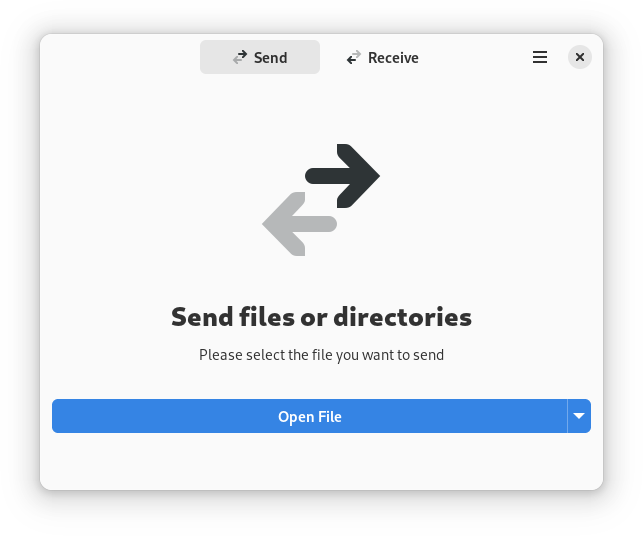 Send
Receive
Send files or directories
Please select the file you want to send
Open File